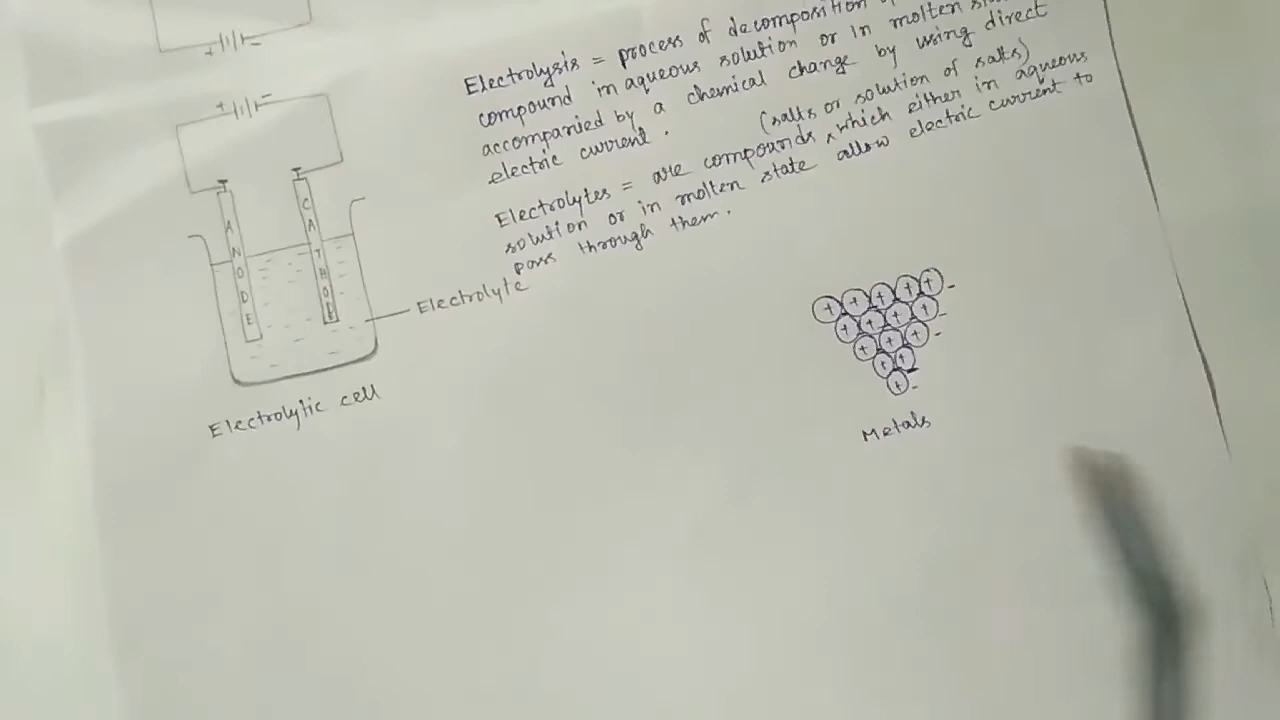 Electrolysis = process of decomposition
compound in aqueous solution or in molten
accompanied by a chemical change by using direct
electric current.
(salts or solution of salts)
Electrolytes = are compounds ^ which either in aqueous
solution or in molten state allow electric current to
pass through them.
+ -
+ -
ANODE
CATHODE
Electrolyte
Electrolytic cell
+ + + + + -
+ + + + -
+ + + -
+ + -
+ -
Metals